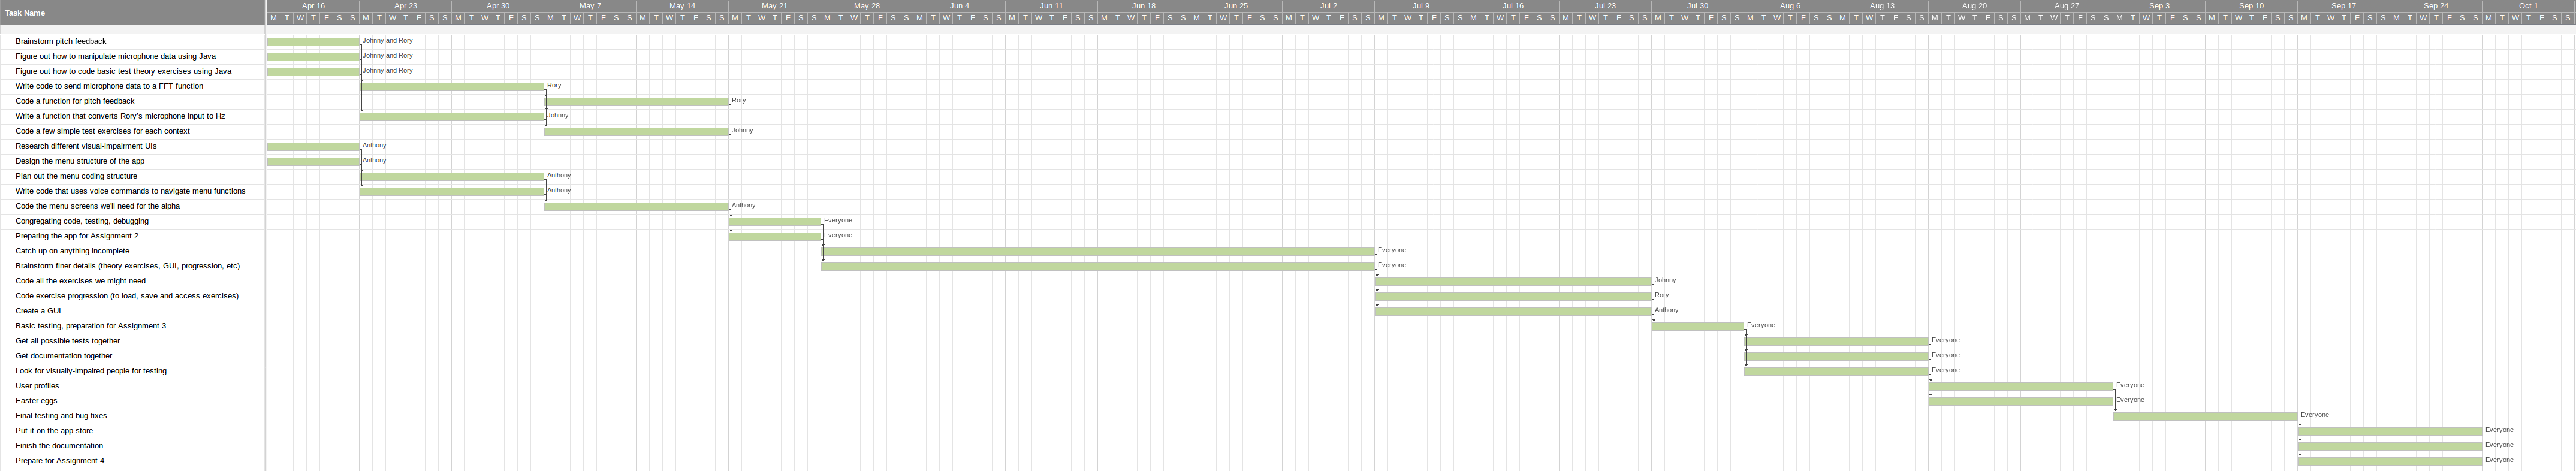 Task Name
Apr 16 Apr 23 Apr 30 May 7 May 14 May 21 May 28 Jun 4 Jun 11 Jun 18 Jun 25 Jul 2 Jul 9 Jul 16 Jul 23 Jul 30 Aug 6 Aug 13 Aug 20 Aug 27 Sep 3 Sep 10 Sep 17 Sep 24 Oct 1
M T W T F S S M T W T F S S M T W T F S S M T W T F S S M T W T F S S M T W T F S S M T W T F S S M T W T F S S M T W T F S S M T W T F S S M T W T F S S M T W T F S S M T W T F S S M T W T F S S M T W T F S S M T W T F S S M T W T F S S M T W T F S S M T W T F S S M T W T F S S M T W T F S S M T W T F S S M T W T F S S M T W T F S S M T W T F S S
Brainstorm pitch feedback Johnny and Rory
Figure out how to manipulate microphone data using Java Johnny and Rory
Figure out how to code basic test theory exercises using Java Johnny and Rory
Write code to send microphone data to a FFT function Rory
Code a function for pitch feedback Rory
Write a function that converts Rory's microphone input to Hz Johnny
Code a few simple test exercises for each context Johnny
Research different visual-impairment UIs Anthony
Design the menu structure of the app Anthony
Plan out the menu coding structure Anthony
Write code that uses voice commands to navigate menu functions Anthony
Code the menu screens we'll need for the alpha Anthony
Congregating code, testing, debugging Everyone
Preparing the app for Assignment 2 Everyone
Catch up on anything incomplete Everyone
Brainstorm finer details (theory exercises, GUI, progression, etc) Everyone
Code all the exercises we might need Johnny
Code exercise progression (to load, save and access exercises) Rory
Create a GUI Anthony
Basic testing, preparation for Assignment 3 Everyone
Get all possible tests together Everyone
Get documentation together Everyone
Look for visually-impaired people for testing Everyone
User profiles Everyone
Easter eggs Everyone
Final testing and bug fixes Everyone
Put it on the app store Everyone
Finish the documentation Everyone
Prepare for Assignment 4 Everyone